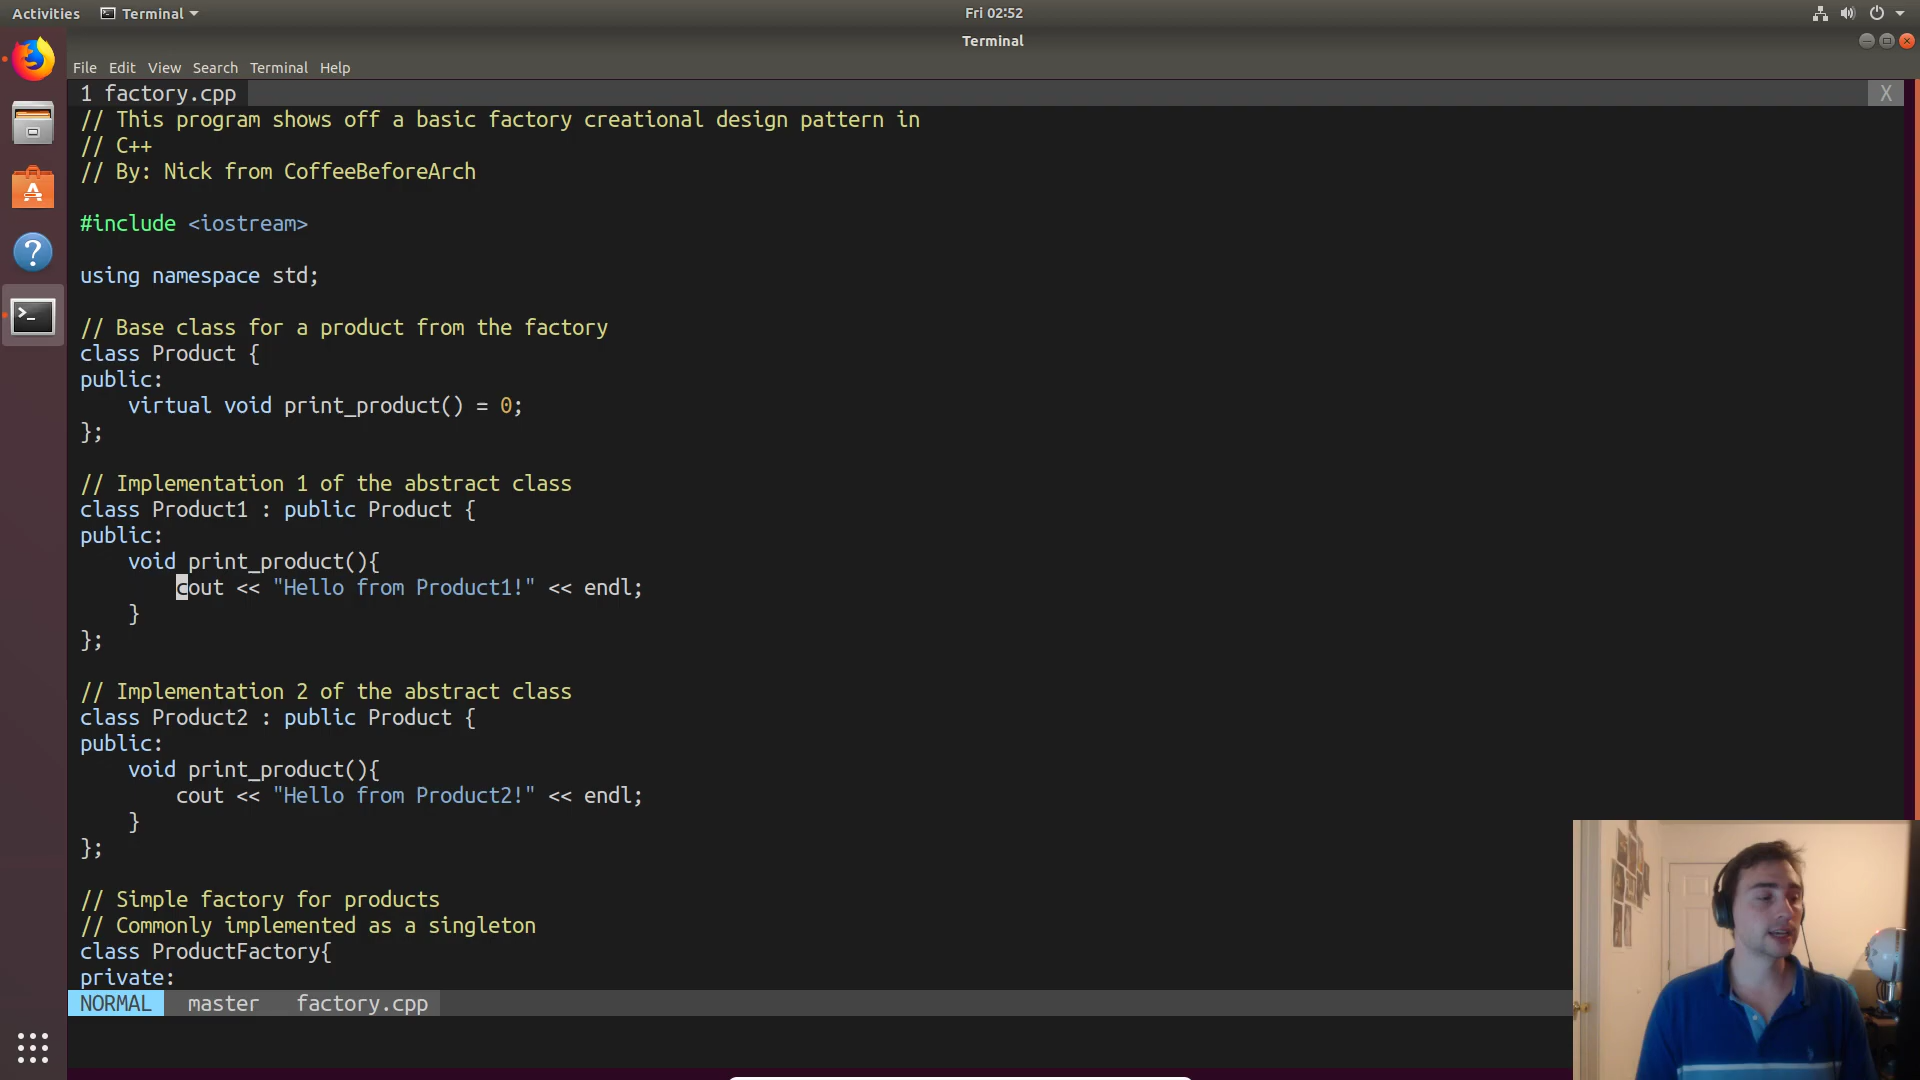 Activities
Terminal
Fri 02:52
Terminal
File Edit View Search Terminal Help
1 factory.cpp
X
// This program shows off a basic factory creational design pattern in
// C++
// By: Nick from CoffeeBeforeArch
#include <iostream>
using namespace std;
// Base class for a product from the factory
class Product {
public:
    virtual void print_product() = 0;
};
// Implementation 1 of the abstract class
class Product1 : public Product {
public:
    void print_product(){
        cout << "Hello from Product1!" << endl;
    }
};
// Implementation 2 of the abstract class
class Product2 : public Product {
public:
    void print_product(){
        cout << "Hello from Product2!" << endl;
    }
};
// Simple factory for products
// Commonly implemented as a singleton
class ProductFactory{
private:
NORMAL master factory.cpp